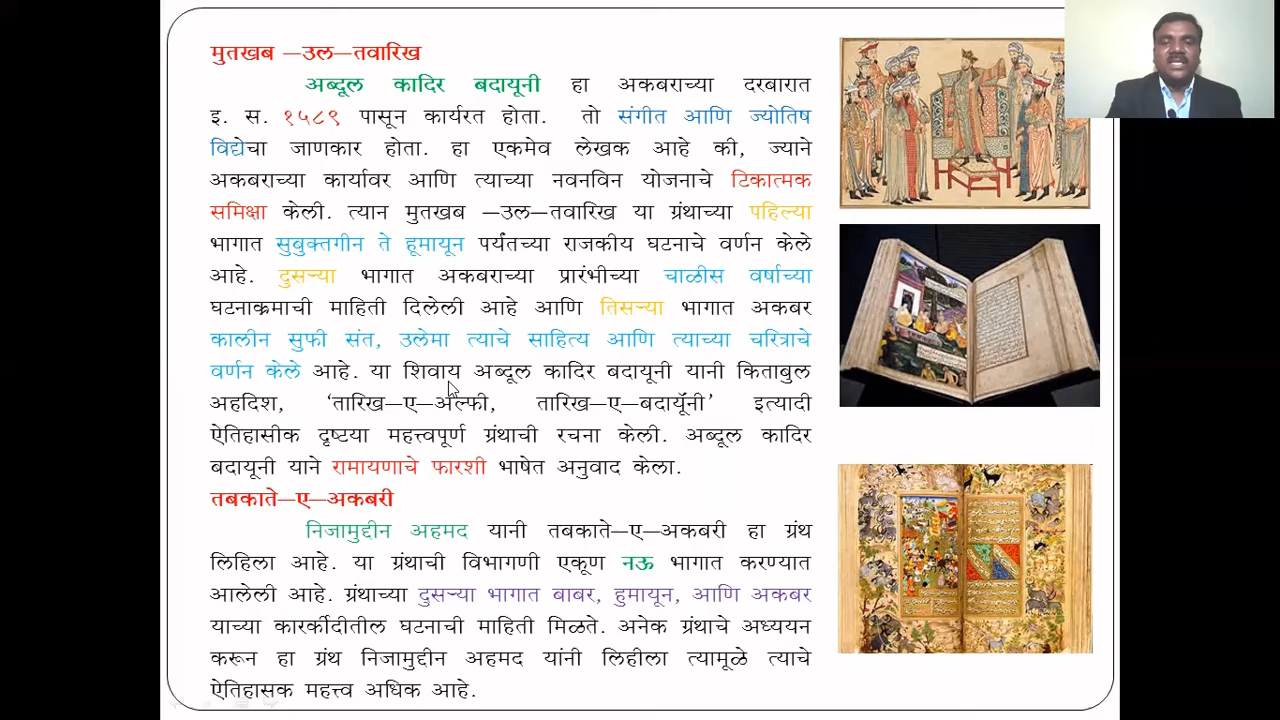 मुतखब –उल–तवारिख
अब्दूल कादिर बदायूनी हा अकबराच्या दरबारात
इ. स. १५८९ पासून कार्यरत होता. तो संगीत आणि ज्योतिष
विद्येचा जाणकार होता. हा एकमेव लेखक आहे की, ज्याने
अकबराच्या कार्यावर आणि त्याच्या नवनविन योजनाचे टिकात्मक
समिक्षा केली. त्यान मुतखब –उल–तवारिख या ग्रंथाच्या पहिल्या
भागात सुबुक्तगीन ते हूमायून पर्यंतच्या राजकीय घटनाचे वर्णन केले
आहे. दुसऱ्या भागात अकबराच्या प्रारंभीच्या चाळीस वर्षाच्या
घटनाक्रमाची माहिती दिलेली आहे आणि तिसऱ्या भागात अकबर
कालीन सुफी संत, उलेमा त्याचे साहित्य आणि त्याच्या चरित्राचे
वर्णन केले आहे. या शिवाय अब्दूल कादिर बदायूनी यानी किताबुल
अहदिश, ‘तारिख–ए–अल्फी, तारिख–ए–बदायूॅनी’ इत्यादी
ऐतिहासीक दृष्टया महत्त्वपूर्ण ग्रंथाची रचना केली. अब्दूल कादिर
बदायूनी याने रामायणाचे फारशी भाषेत अनुवाद केला.
तबकाते–ए–अकबरी
निजामुद्दीन अहमद यानी तबकाते–ए–अकबरी हा ग्रंथ
लिहिला आहे. या ग्रंथाची विभागणी एकूण नऊ भागात करण्यात
आलेली आहे. ग्रंथाच्या दुसऱ्या भागात बाबर, हुमायून, आणि अकबर
याच्या कारर्कीदीतील घटनाची माहिती मिळते. अनेक ग्रंथाचे अध्ययन
करून हा ग्रंथ निजामुद्दीन अहमद यांनी लिहीला त्यामूळे त्याचे
ऐतिहासक महत्त्व अधिक आहे.